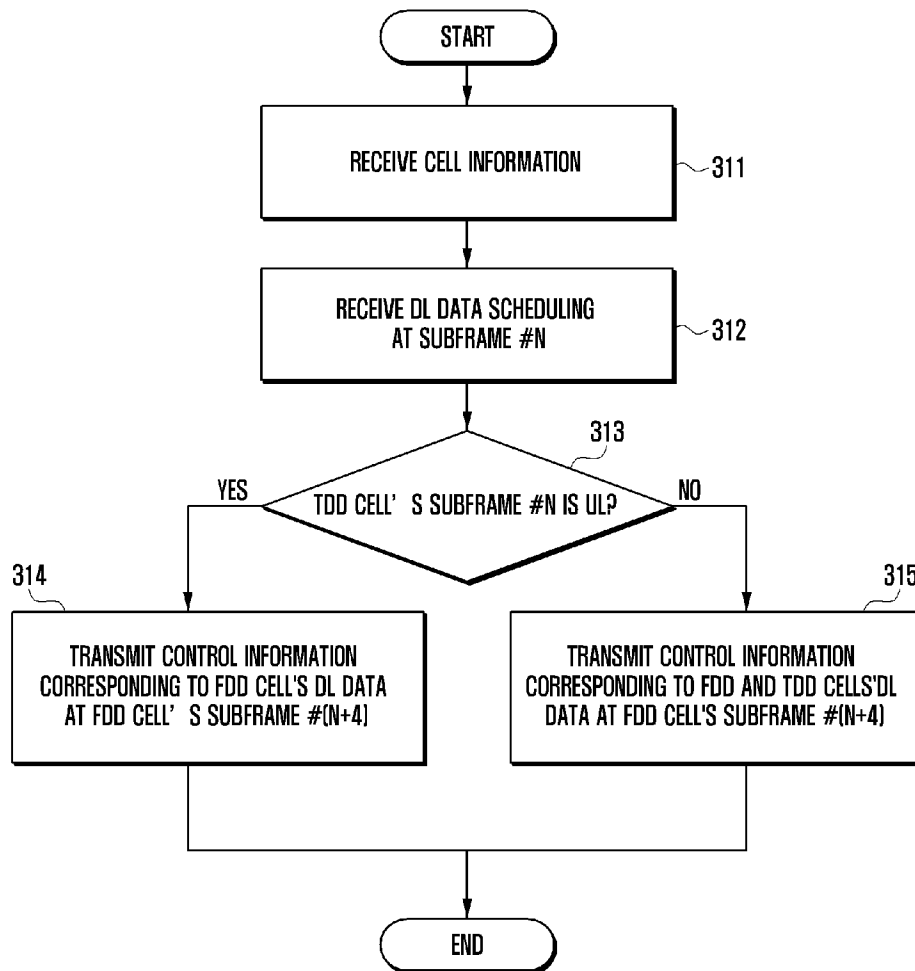 START
RECEIVE CELL INFORMATION
311
RECEIVE DL DATA SCHEDULING
AT SUBFRAME #N
312
313
TDD CELL' S SUBFRAME #N IS UL?
YES
NO
314
TRANSMIT CONTROL INFORMATION
CORRESPONDING TO FDD CELL'S DL DATA
AT FDD CELL' S SUBFRAME #(N+4)
315
TRANSMIT CONTROL INFORMATION
CORRESPONDING TO FDD AND TDD CELLS'DL
DATA AT FDD CELL'S SUBFRAME #(N+4)
END